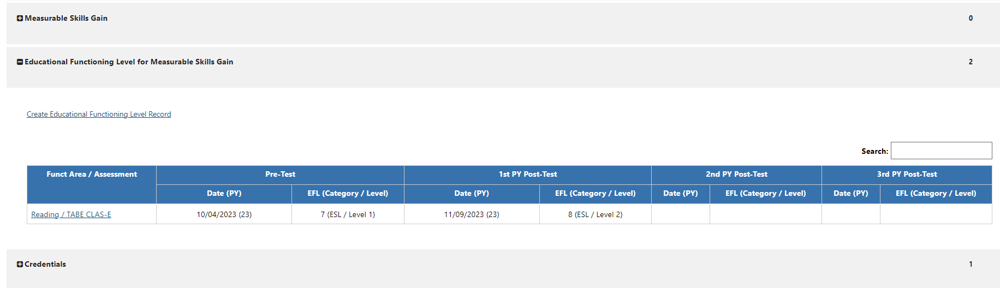 Measurable Skills Gain 0
Educational Functioning Level for Measurable Skills Gain 2
Create Educational Functioning Level Record
Search:
Funct Area / Assessment Pre-Test 1st PY Post-Test 2nd PY Post-Test 3rd PY Post-Test
Date (PY) EFL (Category / Level) Date (PY) EFL (Category / Level) Date (PY) EFL (Category / Level) Date (PY) EFL (Category / Level)
Reading / TABE CLAS-E 10/04/2023 (23) 7 (ESL / Level 1) 11/09/2023 (23) 8 (ESL / Level 2)
Credentials 1